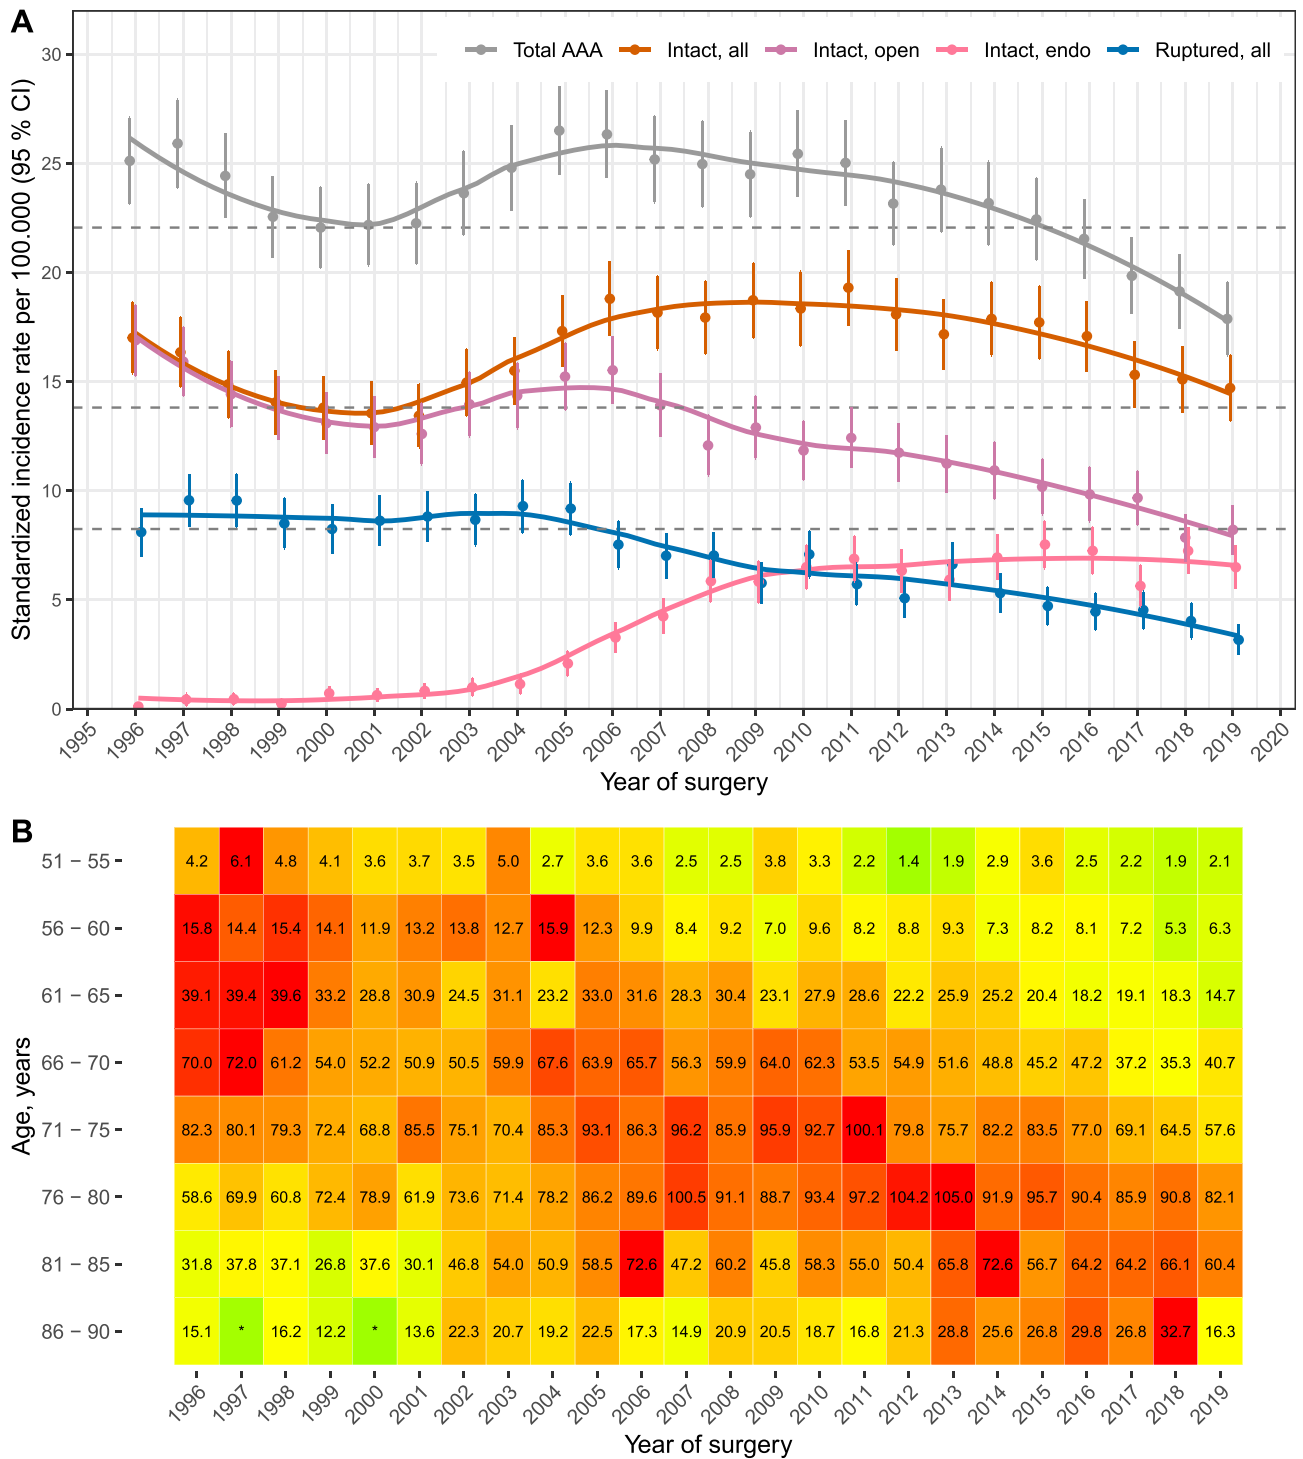 A
Total AAA Intact, all Intact, open Intact, endo Ruptured, all
Standardized incidence rate per 100.000 (95 % CI)
30
25
20
15
10
5
0
1995 1996 1997 1998 1999 2000 2001 2002 2003 2004 2005 2006 2007 2008 2009 2010 2011 2012 2013 2014 2015 2016 2017 2018 2019 2020
Year of surgery
B
Age, years
51 − 55 4.2 6.1 4.8 4.1 3.6 3.7 3.5 5.0 2.7 3.6 3.6 2.5 2.5 3.8 3.3 2.2 1.4 1.9 2.9 3.6 2.5 2.2 1.9 2.1
56 − 60 15.8 14.4 15.4 14.1 11.9 13.2 13.8 12.7 15.9 12.3 9.9 8.4 9.2 7.0 9.6 8.2 8.8 9.3 7.3 8.2 8.1 7.2 5.3 6.3
61 − 65 39.1 39.4 39.6 33.2 28.8 30.9 24.5 31.1 23.2 33.0 31.6 28.3 30.4 23.1 27.9 28.6 22.2 25.9 25.2 20.4 18.2 19.1 18.3 14.7
66 − 70 70.0 72.0 61.2 54.0 52.2 50.9 50.5 59.9 67.6 63.9 65.7 56.3 59.9 64.0 62.3 53.5 54.9 51.6 48.8 45.2 47.2 37.2 35.3 40.7
71 − 75 82.3 80.1 79.3 72.4 68.8 85.5 75.1 70.4 85.3 93.1 86.3 96.2 85.9 95.9 92.7 100.1 79.8 75.7 82.2 83.5 77.0 69.1 64.5 57.6
76 − 80 58.6 69.9 60.8 72.4 78.9 61.9 73.6 71.4 78.2 86.2 89.6 100.5 91.1 88.7 93.4 97.2 104.2 105.0 91.9 95.7 90.4 85.9 90.8 82.1
81 − 85 31.8 37.8 37.1 26.8 37.6 30.1 46.8 54.0 50.9 58.5 72.6 47.2 60.2 45.8 58.3 55.0 50.4 65.8 72.6 56.7 64.2 64.2 66.1 60.4
86 − 90 15.1 * 16.2 12.2 * 13.6 22.3 20.7 19.2 22.5 17.3 14.9 20.9 20.5 18.7 16.8 21.3 28.8 25.6 26.8 29.8 26.8 32.7 16.3
1996 1997 1998 1999 2000 2001 2002 2003 2004 2005 2006 2007 2008 2009 2010 2011 2012 2013 2014 2015 2016 2017 2018 2019
Year of surgery